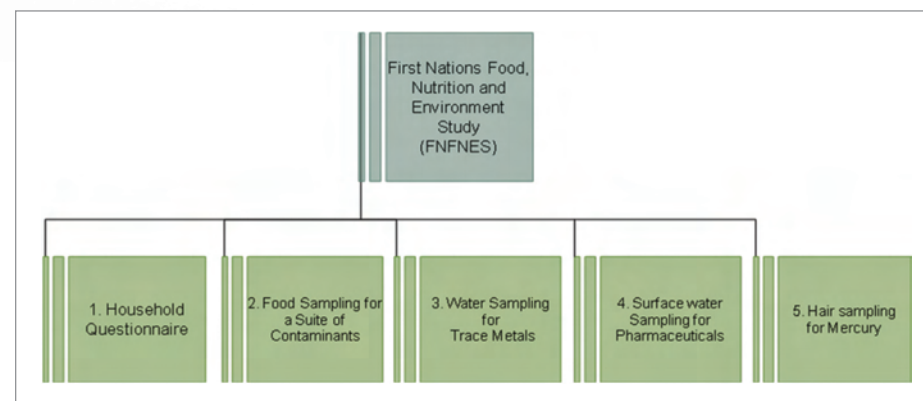 First Nations Food,
Nutrition and
Environment
Study
(FNFNES)
1. Household
Questionnaire
2. Food Sampling for
a Suite of
Contaminants
3. Water Sampling
for
Trace Metals
4. Surface water
Sampling for
Pharmaceuticals
5. Hair sampling
for Mercury